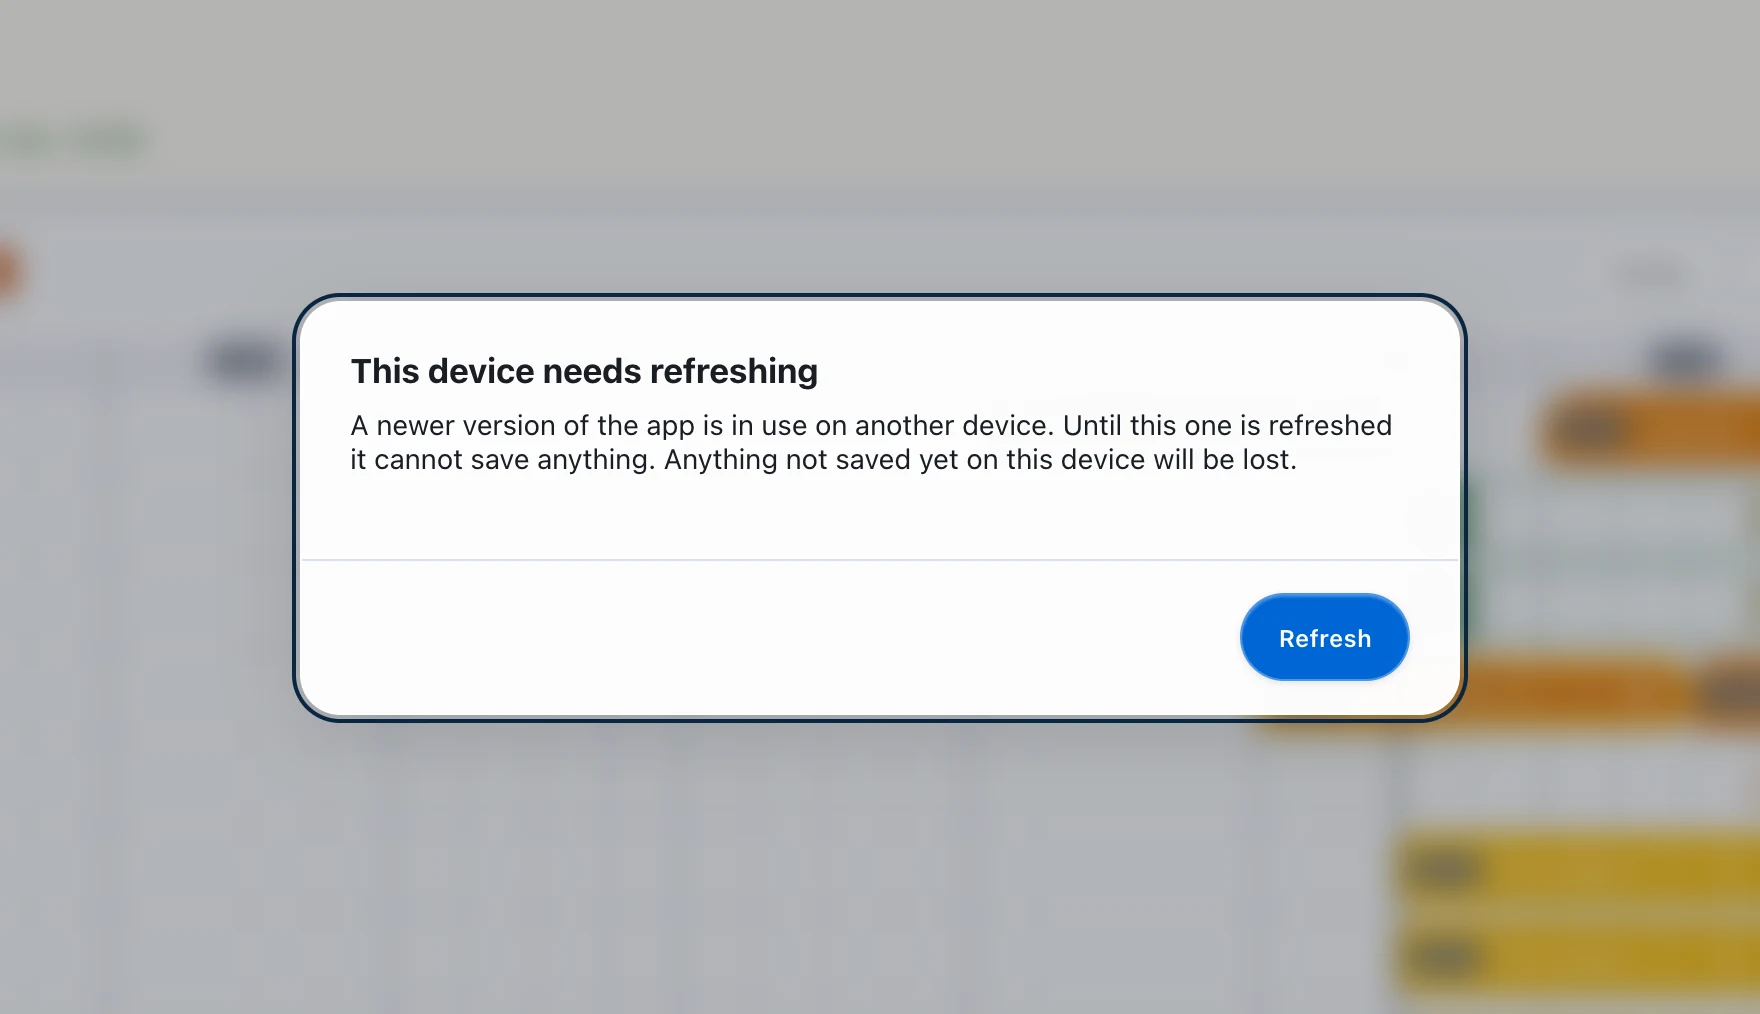 This device needs refreshing
A newer version of the app is in use on another device. Until this one is refreshed
it cannot save anything. Anything not saved yet on this device will be lost.
Refresh